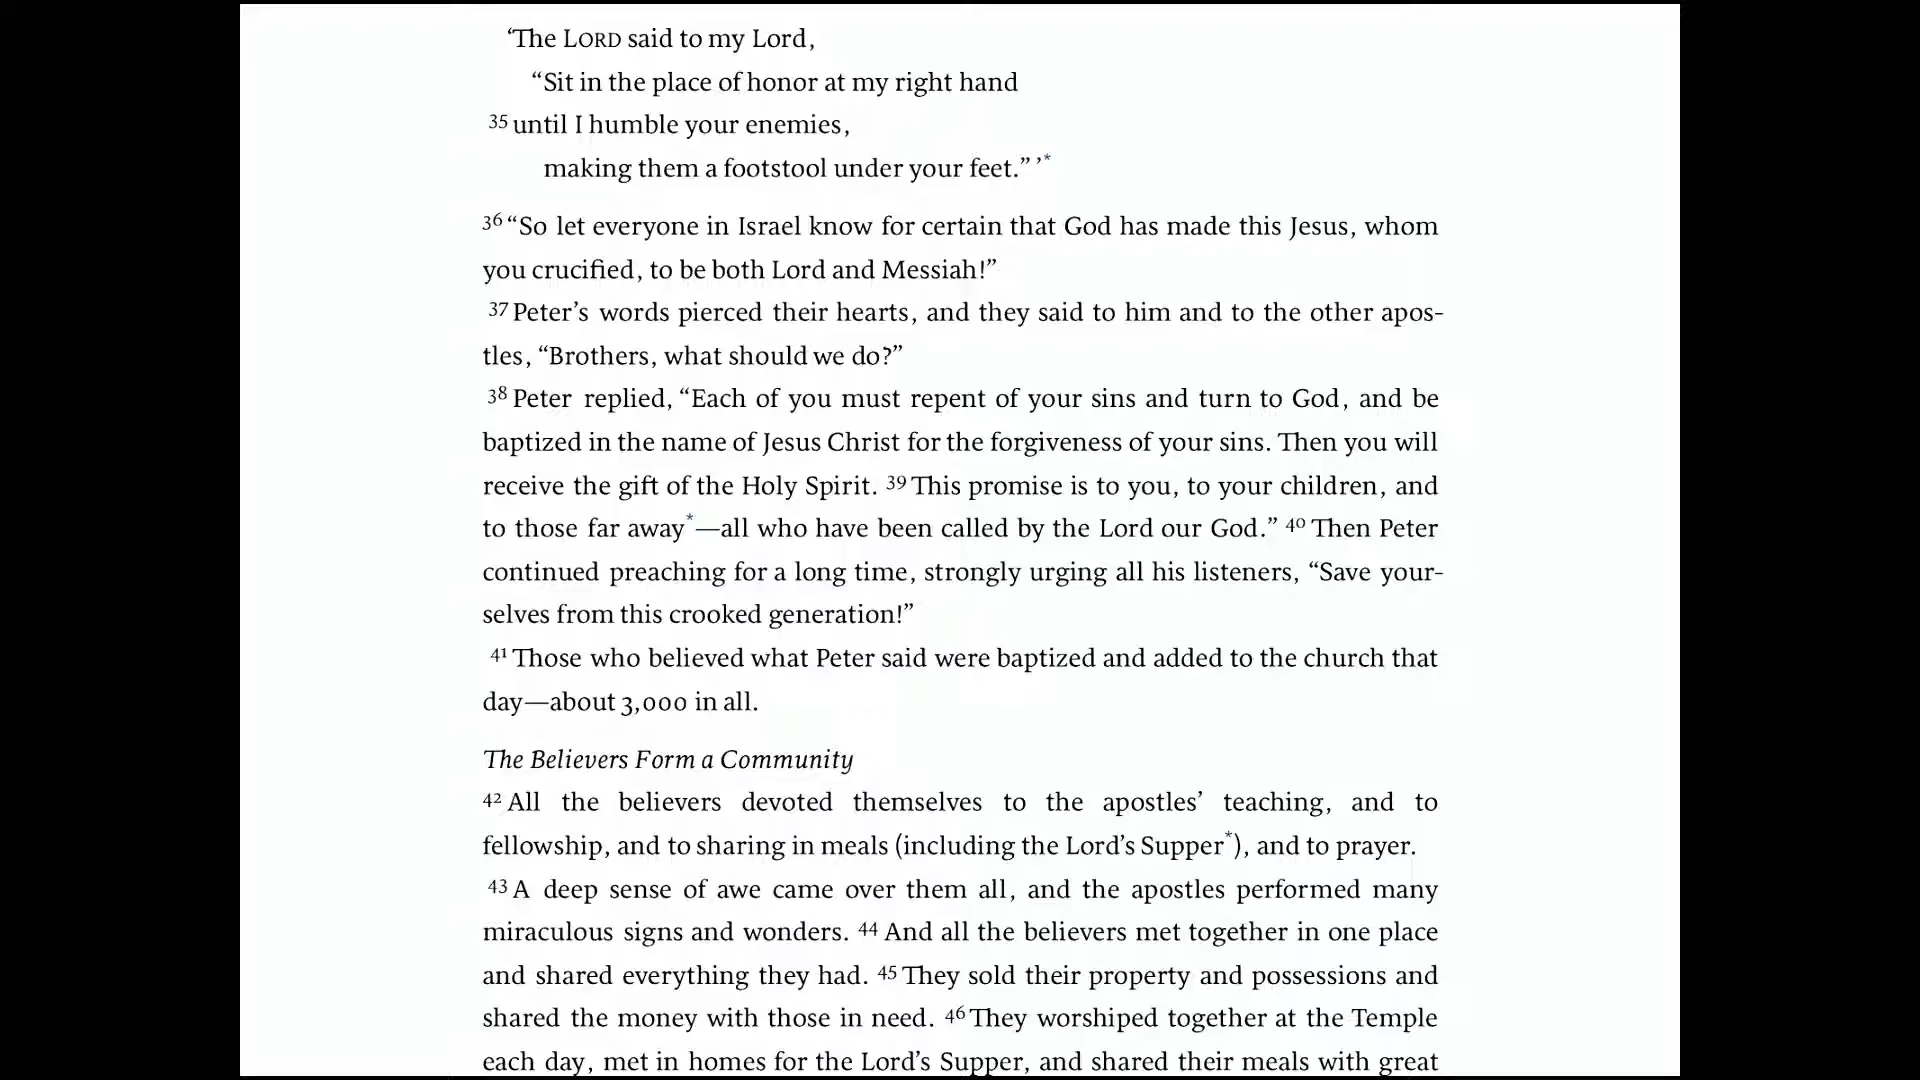 ‘The LORD said to my Lord,
“Sit in the place of honor at my right hand
35 until I humble your enemies,
making them a footstool under your feet.” ’*
36 “So let everyone in Israel know for certain that God has made this Jesus, whom
you crucified, to be both Lord and Messiah!”
37 Peter’s words pierced their hearts, and they said to him and to the other apos-
tles, “Brothers, what should we do?”
38 Peter replied, “Each of you must repent of your sins and turn to God, and be
baptized in the name of Jesus Christ for the forgiveness of your sins. Then you will
receive the gift of the Holy Spirit. 39 This promise is to you, to your children, and
to those far away*—all who have been called by the Lord our God.” 40 Then Peter
continued preaching for a long time, strongly urging all his listeners, “Save your-
selves from this crooked generation!”
41 Those who believed what Peter said were baptized and added to the church that
day—about 3,000 in all.
The Believers Form a Community
42 All the believers devoted themselves to the apostles’ teaching, and to
fellowship, and to sharing in meals (including the Lord’s Supper*), and to prayer.
43 A deep sense of awe came over them all, and the apostles performed many
miraculous signs and wonders. 44 And all the believers met together in one place
and shared everything they had. 45 They sold their property and possessions and
shared the money with those in need. 46 They worshiped together at the Temple
each day, met in homes for the Lord’s Supper, and shared their meals with great